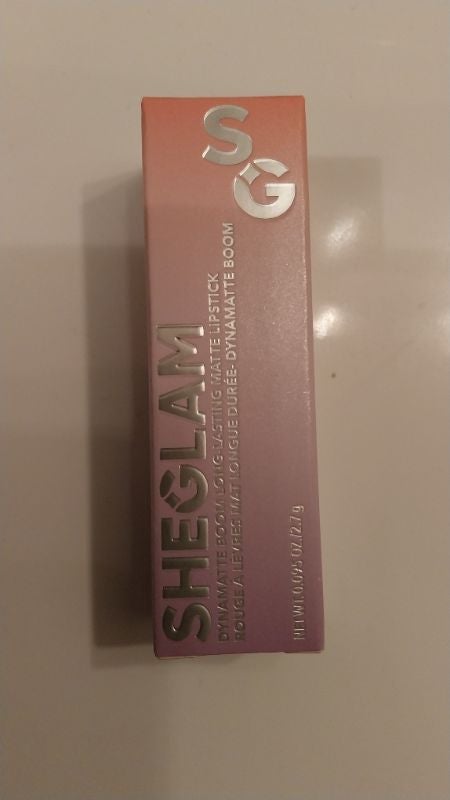 SG
SHEGLAM
DYNAMATTE BOOM LONG-LASTING MATTE LIPSTICK
ROUGE À LÈVRES MAT LONGUE DURÉE- DYNAMATTE BOOM
NET WT. 0.095 OZ./2.7 g